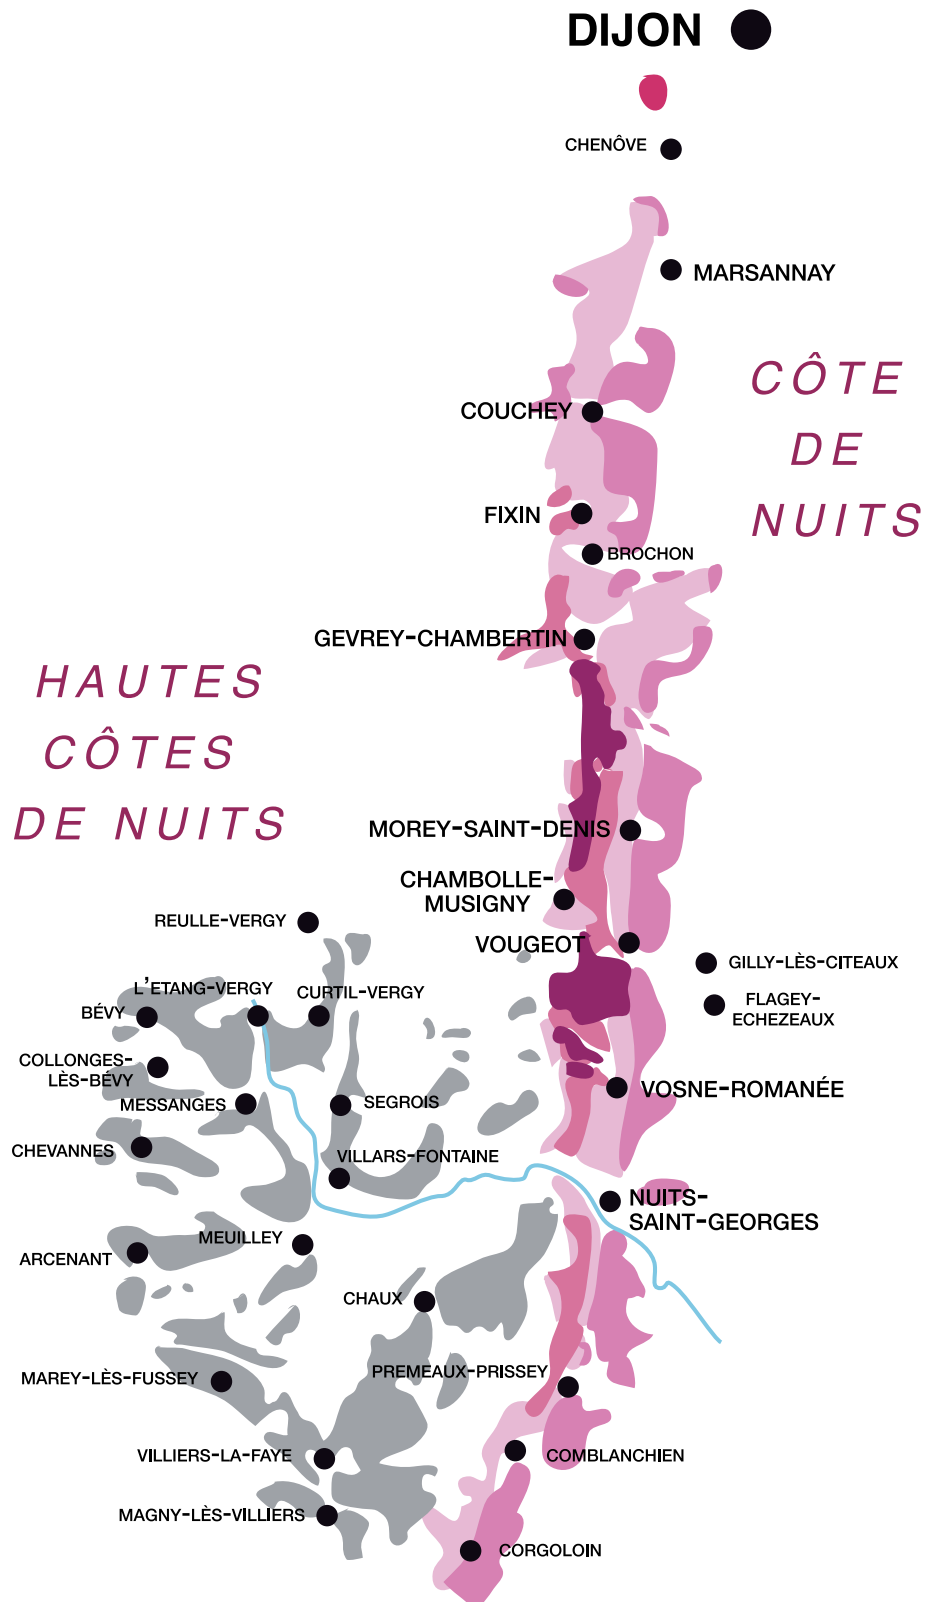 DIJON
CHENÔVE
MARSANNAY
CÔTE
DE
NUITS
COUCHEY
FIXIN
BROCHON
GEVREY-CHAMBERTIN
HAUTES
CÔTES
DE NUITS
MOREY-SAINT-DENIS
CHAMBOLLE-
MUSIGNY
REULLE-VERGY
VOUGEOT
GILLY-LÈS-CITEAUX
L'ETANG-VERGY
CURTIL-VERGY
BÉVY
FLAGEY-
ECHEZEAUX
COLLONGES-
LÈS-BÉVY
VOSNE-ROMANÉE
MESSANGES
SEGROIS
CHEVANNES
VILLARS-FONTAINE
NUITS-
SAINT-GEORGES
MEUILLEY
ARCENANT
CHAUX
PREMEAUX-PRISSEY
MAREY-LÈS-FUSSEY
VILLIERS-LA-FAYE
COMBLANCHIEN
MAGNY-LÈS-VILLIERS
CORGOLOIN